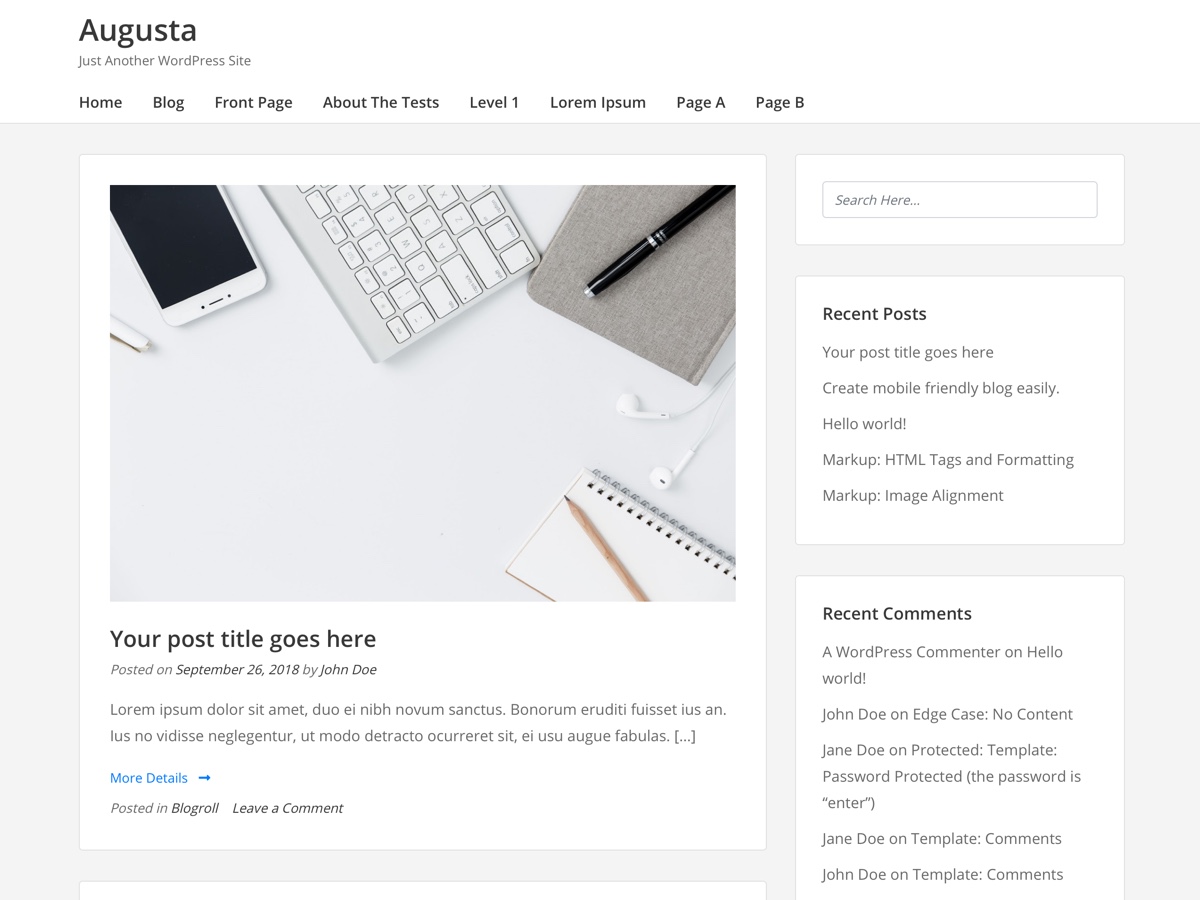 Augusta
Just Another WordPress Site
Home Blog Front Page About The Tests Level 1 Lorem Ipsum Page A Page B
Your post title goes here
Posted on September 26, 2018 by John Doe
Lorem ipsum dolor sit amet, duo ei nibh novum sanctus. Bonorum eruditi fuisset ius an.
Ius no vidisse neglegentur, ut modo detracto ocurreret sit, ei usu augue fabulas. […]
More Details
Posted in Blogroll Leave a Comment
Search Here...
Recent Posts
Your post title goes here
Create mobile friendly blog easily.
Hello world!
Markup: HTML Tags and Formatting
Markup: Image Alignment
Recent Comments
A WordPress Commenter on Hello
world!
John Doe on Edge Case: No Content
Jane Doe on Protected: Template:
Password Protected (the password is
“enter”)
Jane Doe on Template: Comments
John Doe on Template: Comments